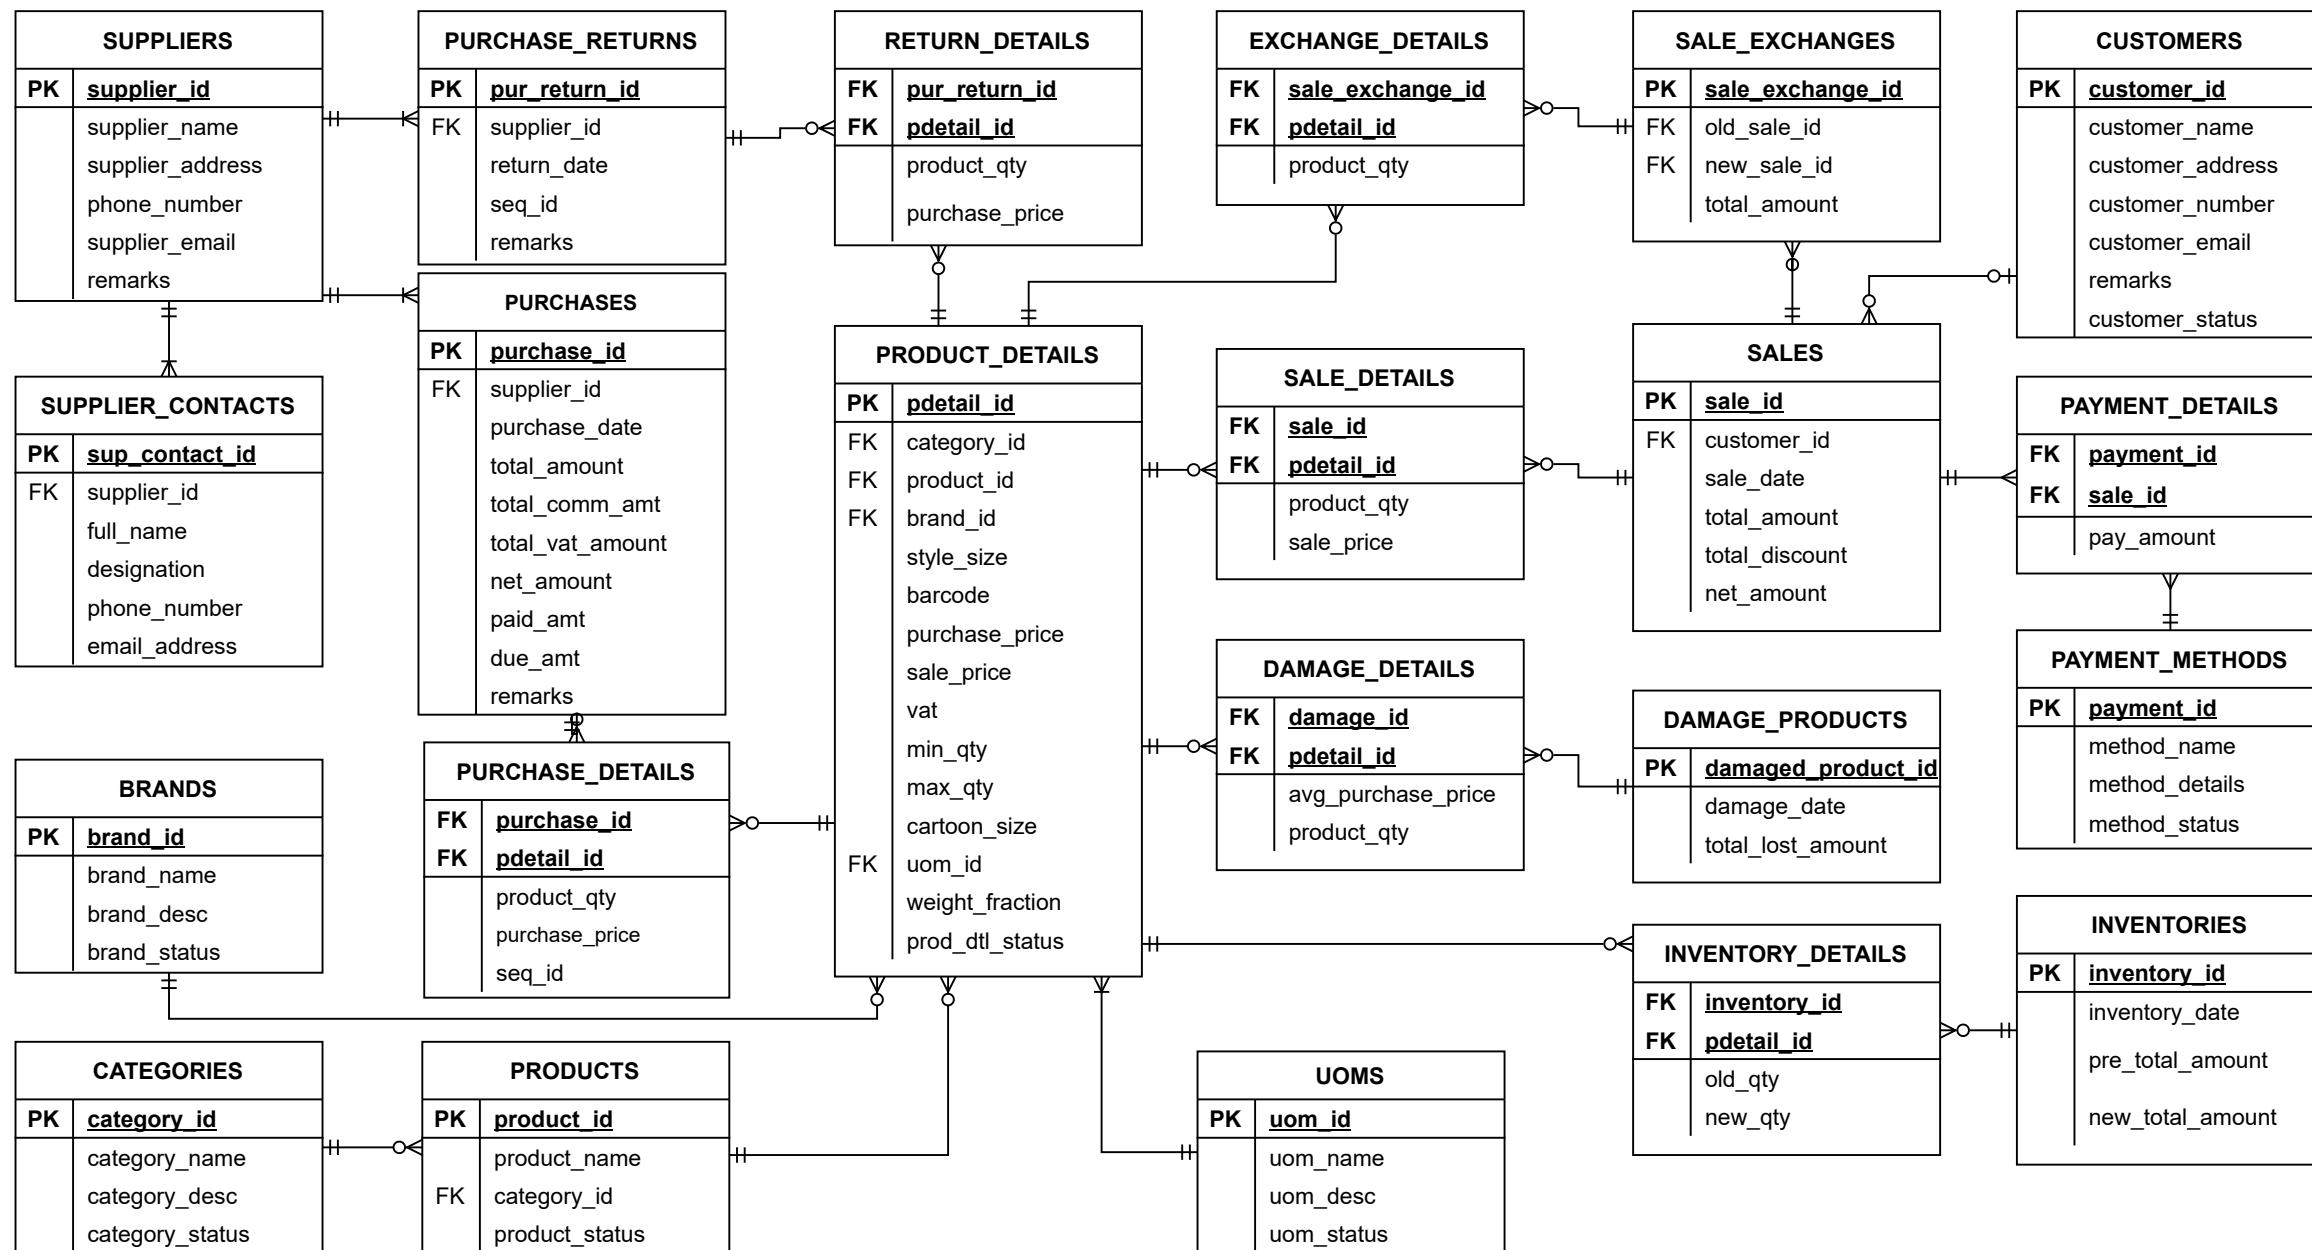 SUPPLIERS
PK supplier_id
supplier_name
supplier_address
phone_number
supplier_email
remarks
PURCHASE_RETURNS
PK pur_return_id
FK supplier_id
return_date
seq_id
remarks
RETURN_DETAILS
FK pur_return_id
FK pdetail_id
product_qty
purchase_price
EXCHANGE_DETAILS
FK sale_exchange_id
FK pdetail_id
product_qty
SALE_EXCHANGES
PK sale_exchange_id
FK old_sale_id
FK new_sale_id
total_amount
CUSTOMERS
PK customer_id
customer_name
customer_address
customer_number
customer_email
remarks
customer_status
SUPPLIER_CONTACTS
PK sup_contact_id
FK supplier_id
full_name
designation
phone_number
email_address
PURCHASES
PK purchase_id
FK supplier_id
purchase_date
total_amount
total_comm_amt
total_vat_amount
net_amount
paid_amt
due_amt
remarks
PRODUCT_DETAILS
PK pdetail_id
FK category_id
FK product_id
FK brand_id
style_size
barcode
purchase_price
sale_price
vat
min_qty
max_qty
cartoon_size
FK uom_id
weight_fraction
prod_dtl_status
SALE_DETAILS
FK sale_id
FK pdetail_id
product_qty
sale_price
SALES
PK sale_id
FK customer_id
sale_date
total_amount
total_discount
net_amount
PAYMENT_DETAILS
FK payment_id
FK sale_id
pay_amount
DAMAGE_DETAILS
FK damage_id
FK pdetail_id
avg_purchase_price
product_qty
DAMAGE_PRODUCTS
PK damaged_product_id
damage_date
total_lost_amount
PAYMENT_METHODS
PK payment_id
method_name
method_details
method_status
BRANDS
PK brand_id
brand_name
brand_desc
brand_status
PURCHASE_DETAILS
FK purchase_id
FK pdetail_id
product_qty
purchase_price
seq_id
INVENTORY_DETAILS
FK inventory_id
FK pdetail_id
old_qty
new_qty
INVENTORIES
PK inventory_id
inventory_date
pre_total_amount
new_total_amount
CATEGORIES
PK category_id
category_name
category_desc
category_status
PRODUCTS
PK product_id
product_name
FK category_id
product_status
UOMS
PK uom_id
uom_name
uom_desc
uom_status